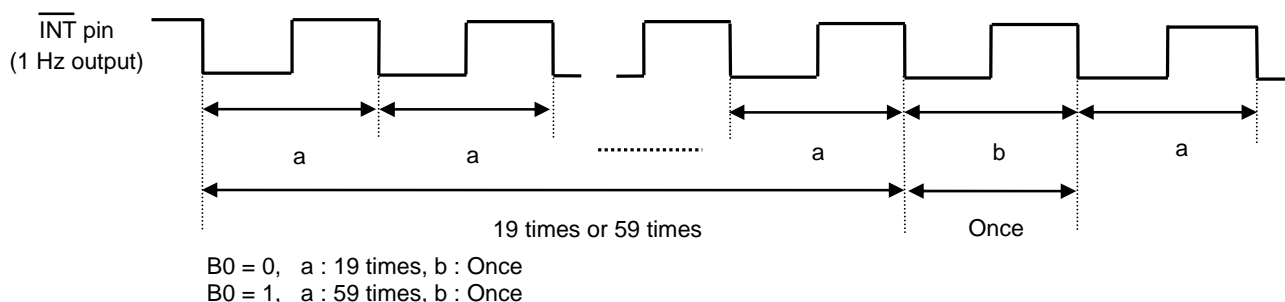 INT pin
(1 Hz output)
a
a
a
b
a
19 times or 59 times
Once
B0 = 0, a : 19 times, b : Once
B0 = 1, a : 59 times, b : Once